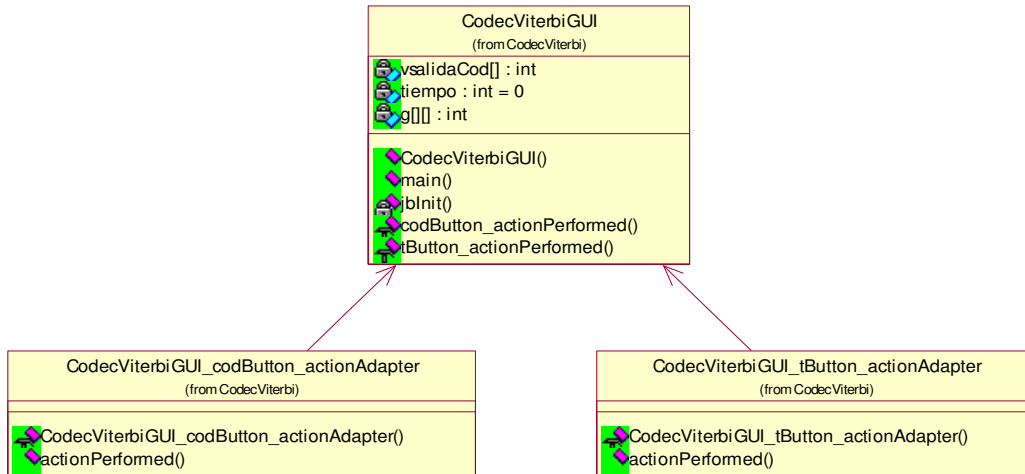 CodecViterbiGUI
(from CodecViterbi)
vsalidaCod[] : int
tiempo : int = 0
g[][] : int
CodecViterbiGUI()
main()
jbInit()
codButton_actionPerformed()
tButton_actionPerformed()
CodecViterbiGUI_codButton_actionAdapter
(from CodecViterbi)
CodecViterbiGUI_codButton_actionAdapter()
actionPerformed()
CodecViterbiGUI_tButton_actionAdapter
(from CodecViterbi)
CodecViterbiGUI_tButton_actionAdapter()
actionPerformed()